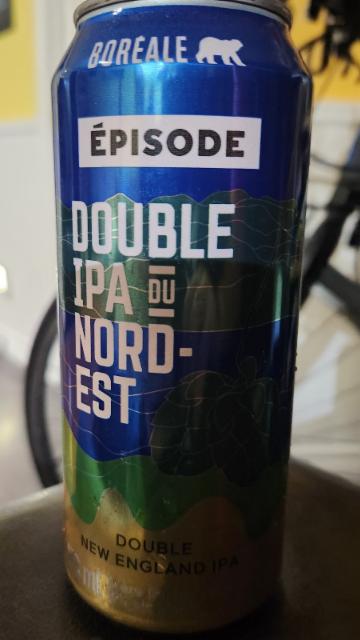 BORÉALE
ÉPISODE
DOUBLE
IPA DU
NORD-
EST
DOUBLE
NEW ENGLAND IPA